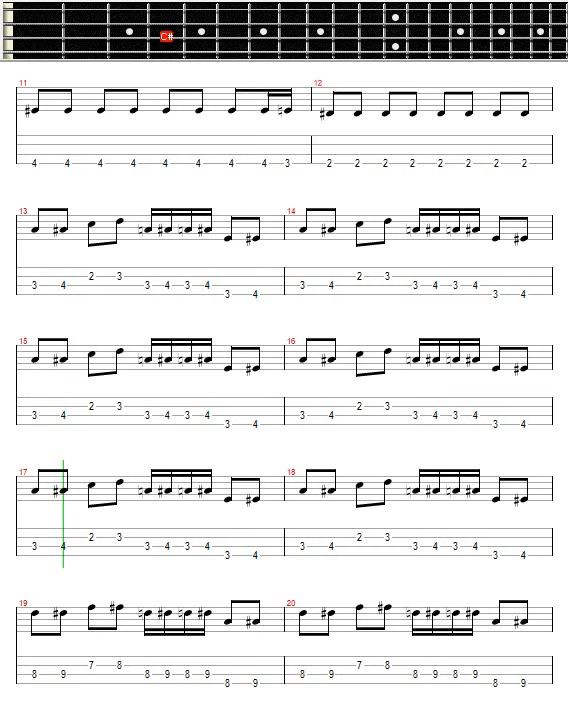 C#
11 12
4 4 4 4 4 4 4 4 3 2 2 2 2 2 2 2 2
13 14
2 3 2 3
3 4 3 4 3 4 3 4 3 4 3 4
3 4 3 4
15 16
2 3 2 3
3 4 3 4 3 4 3 4 3 4 3 4
3 4 3 4
17 18
2 3 2 3
3 4 3 4 3 4 3 4 3 4 3 4
3 4 3 4
19 20
7 8 7 8
8 9 8 9 8 9 8 9 8 9 8 9
8 9 8 9